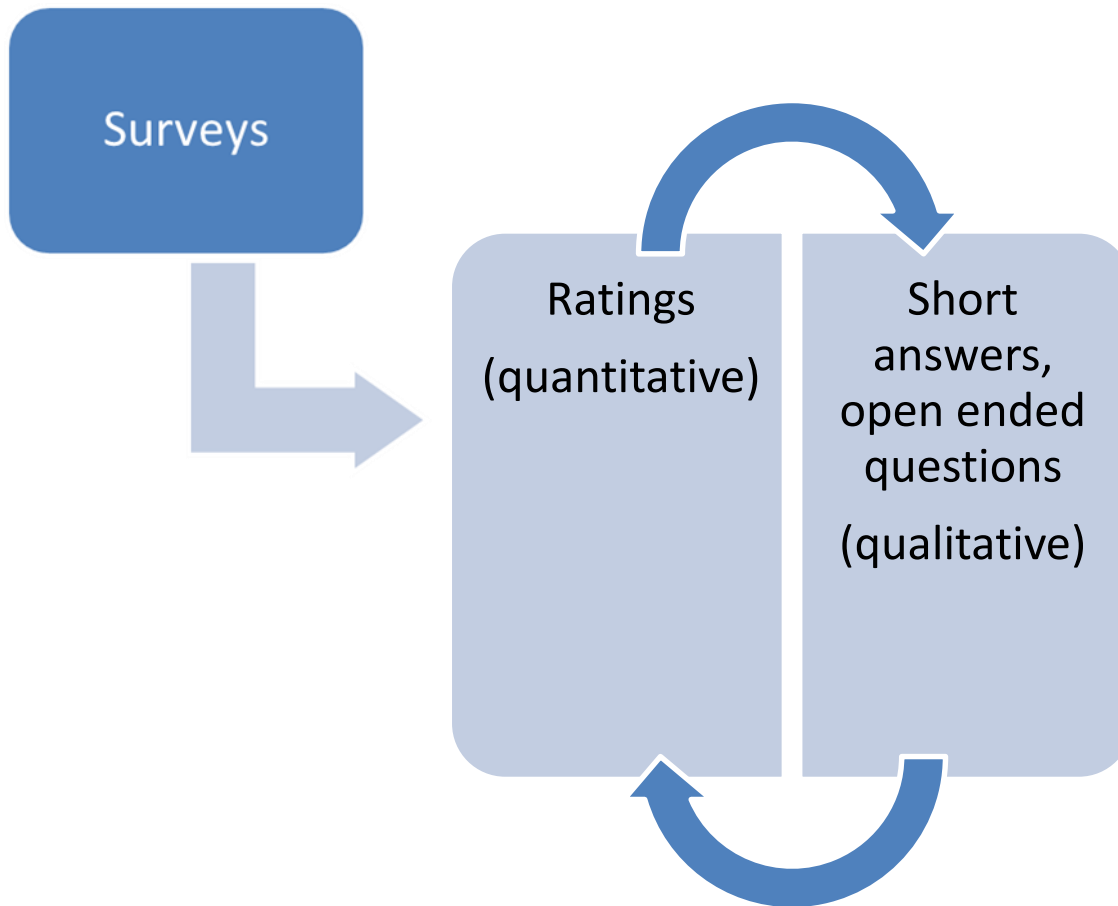 Surveys
Ratings
(quantitative)
Short
answers,
open ended
questions
(qualitative)